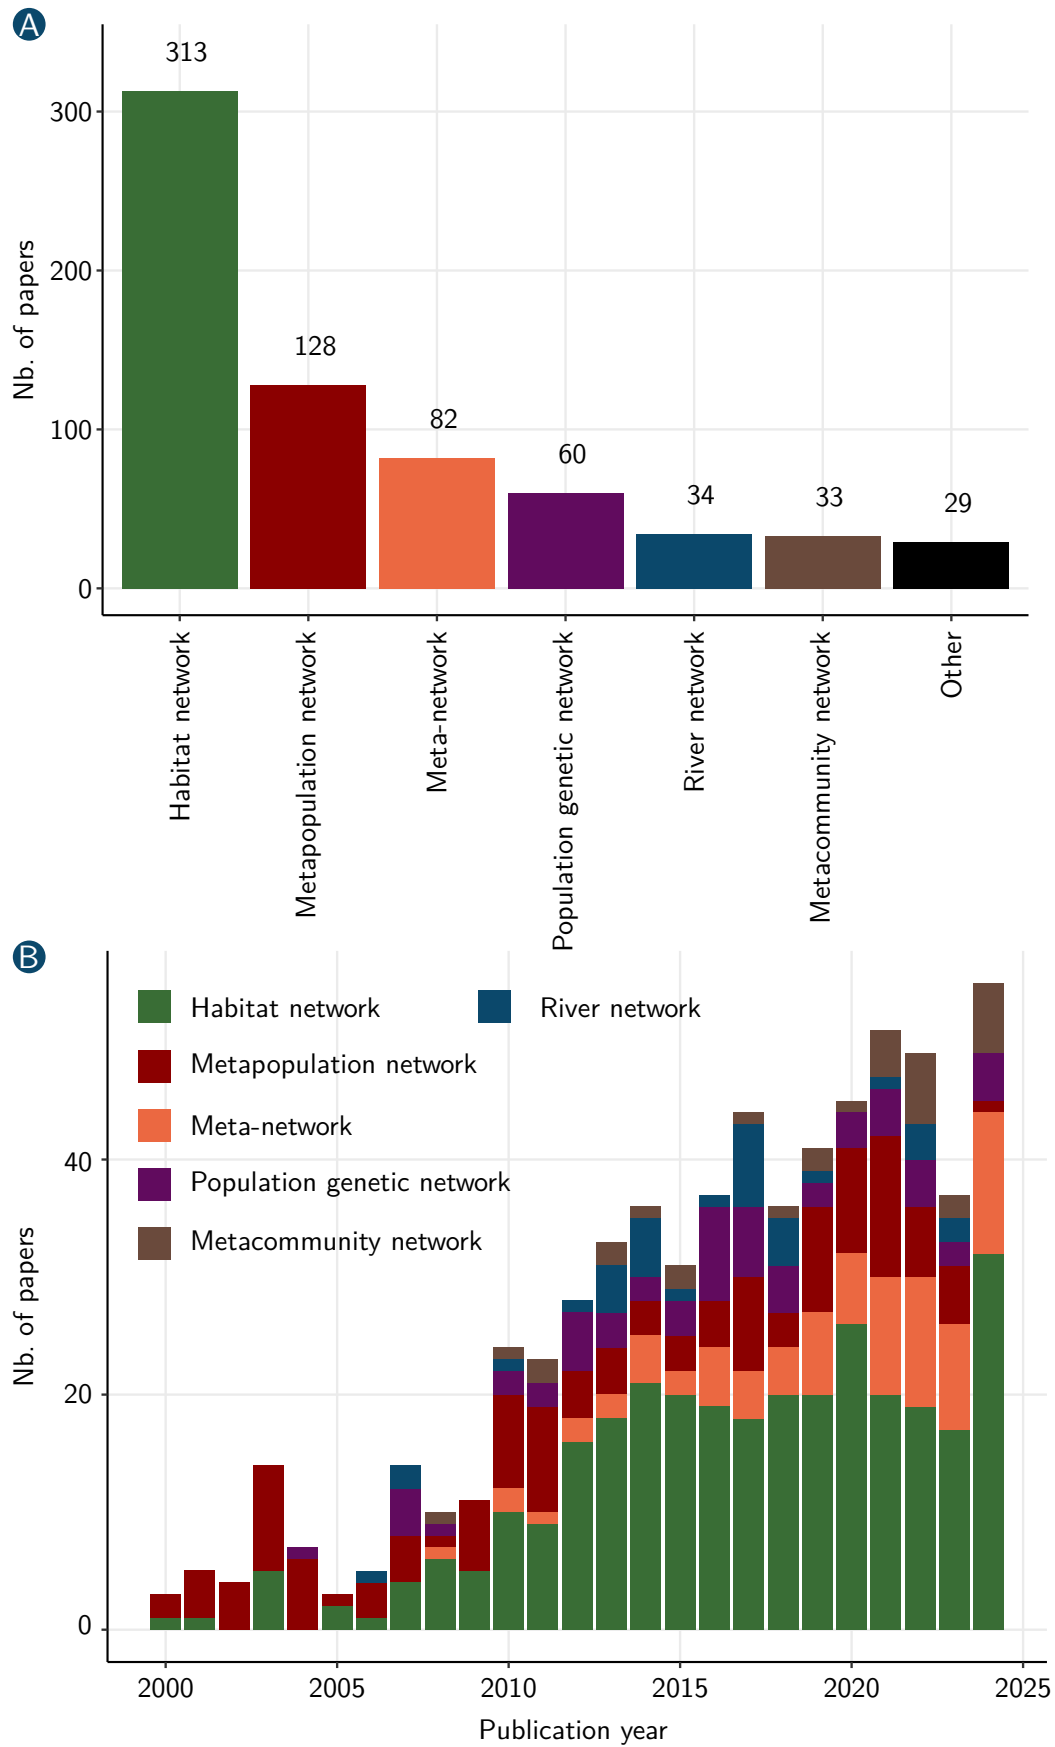 A
313
128
82
60
34
33
29
300
200
100
0
Nb. of papers
Habitat network
Metapopulation network
Meta-network
Population genetic network
River network
Metacommunity network
Other
B
Habitat network
River network
Metapopulation network
Meta-network
Population genetic network
Metacommunity network
40
20
0
Nb. of papers
2000 2005 2010 2015 2020 2025
Publication year